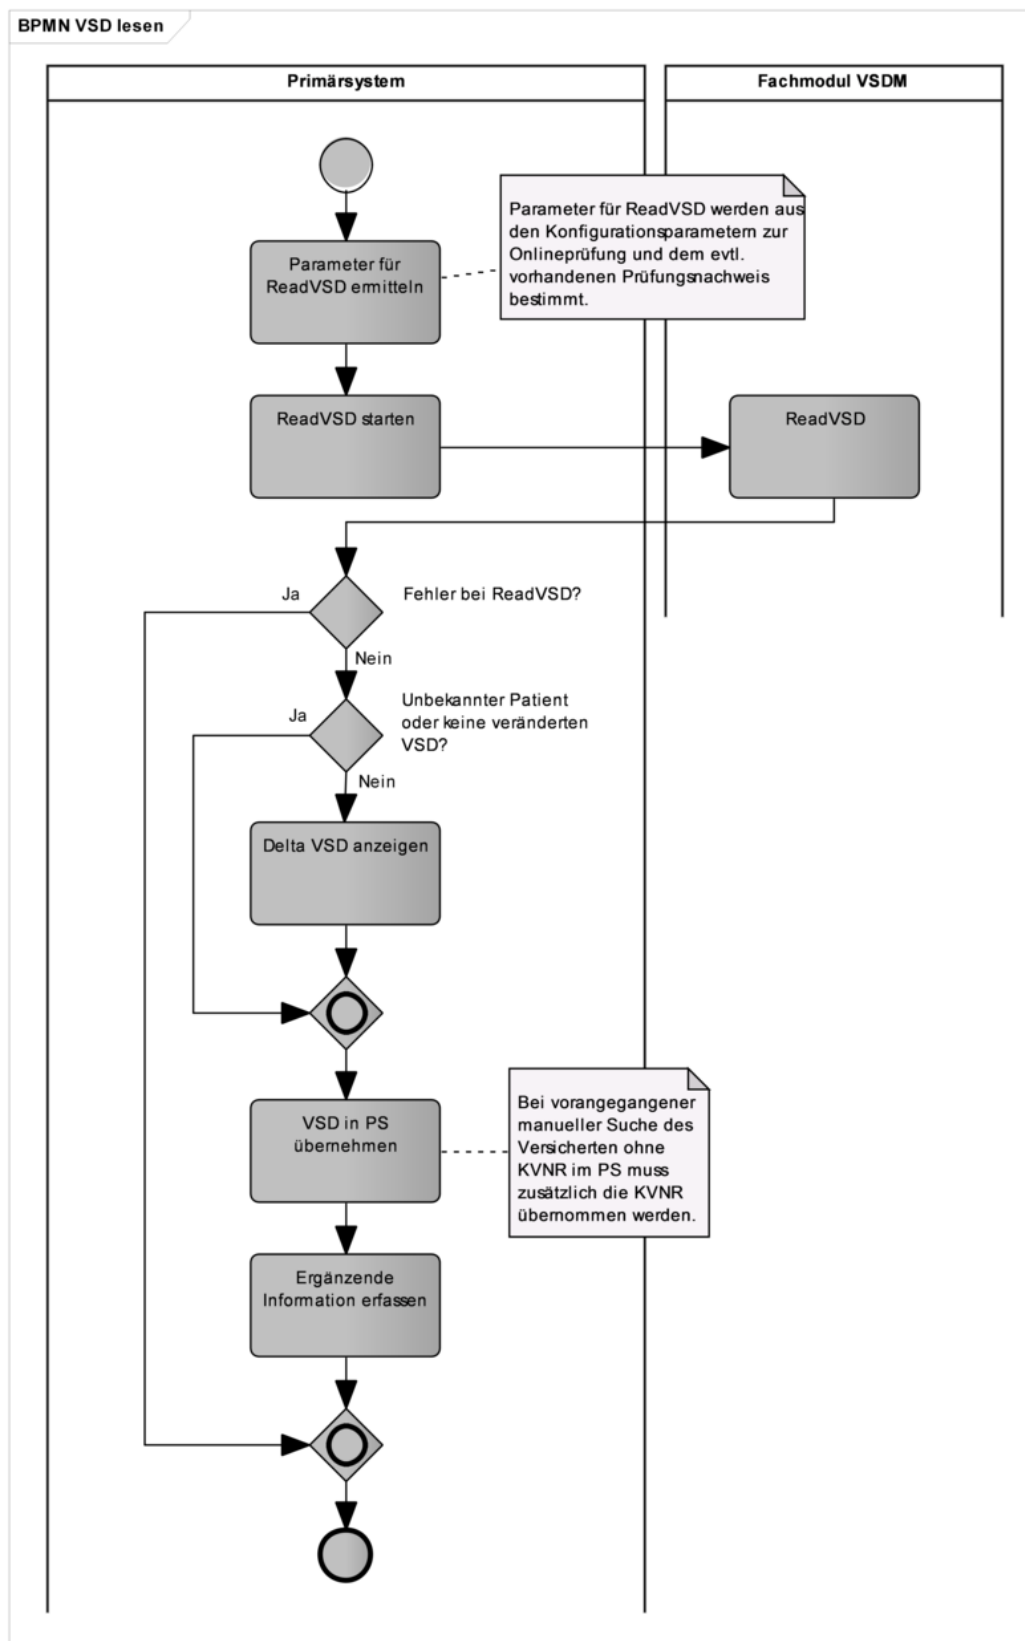 BPMN VSD lesen
Primärsystem
Fachmodul VSDM
Parameter für
ReadVSD ermitteln
Parameter für ReadVSD werden aus
den Konfigurationsparametern zur
Onlineprüfung und dem evtl.
vorhandenen Prüfungsnachweis
bestimmt.
ReadVSD starten
ReadVSD
Ja
Fehler bei ReadVSD?
Nein
Ja
Unbekannter Patient
oder keine veränderten
VSD?
Nein
Delta VSD anzeigen
VSD in PS
übernehmen
Bei vorangegangener
manueller Suche des
Versicherten ohne
KVNR im PS muss
zusätzlich die KVNR
übernommen werden.
Ergänzende
Information erfassen